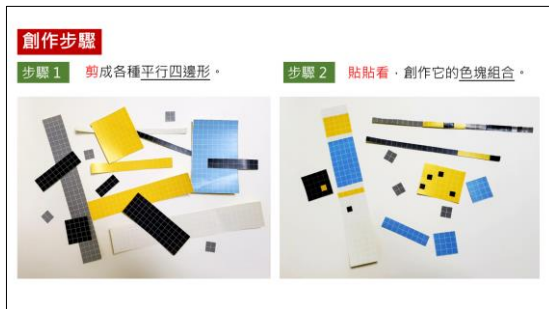 創作步驟
步驟 1 剪成各種平行四邊形。
步驟 2 貼貼看，創作它的色塊組合。